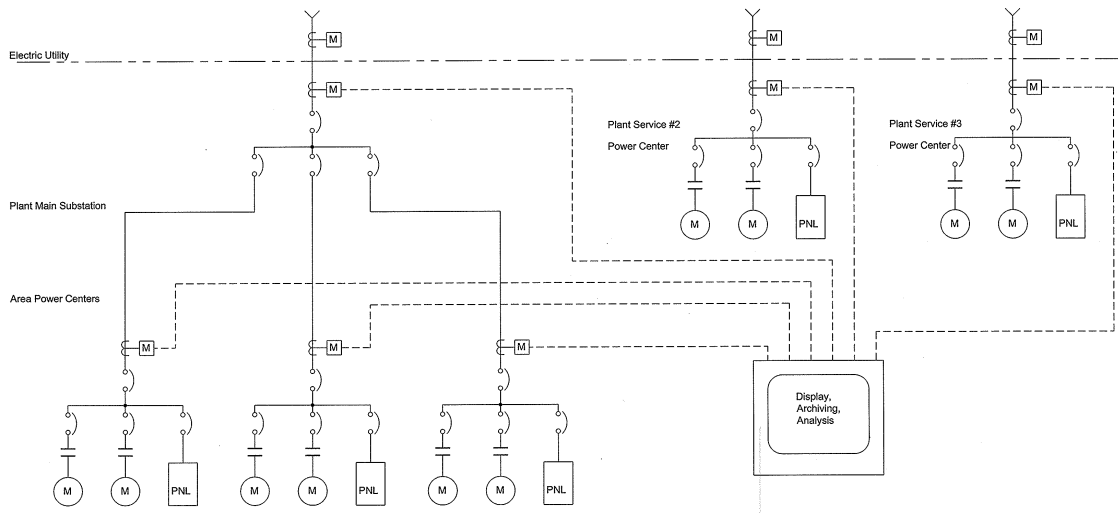 M
M
M
Electric Utility
M
M
M
Plant Service #2
Power Center
Plant Service #3
Power Center
Plant Main Substation
M
M
PNL
M
M
PNL
Area Power Centers
M
M
M
Display,
Archiving,
Analysis
M
M
PNL
M
M
PNL
M
M
PNL